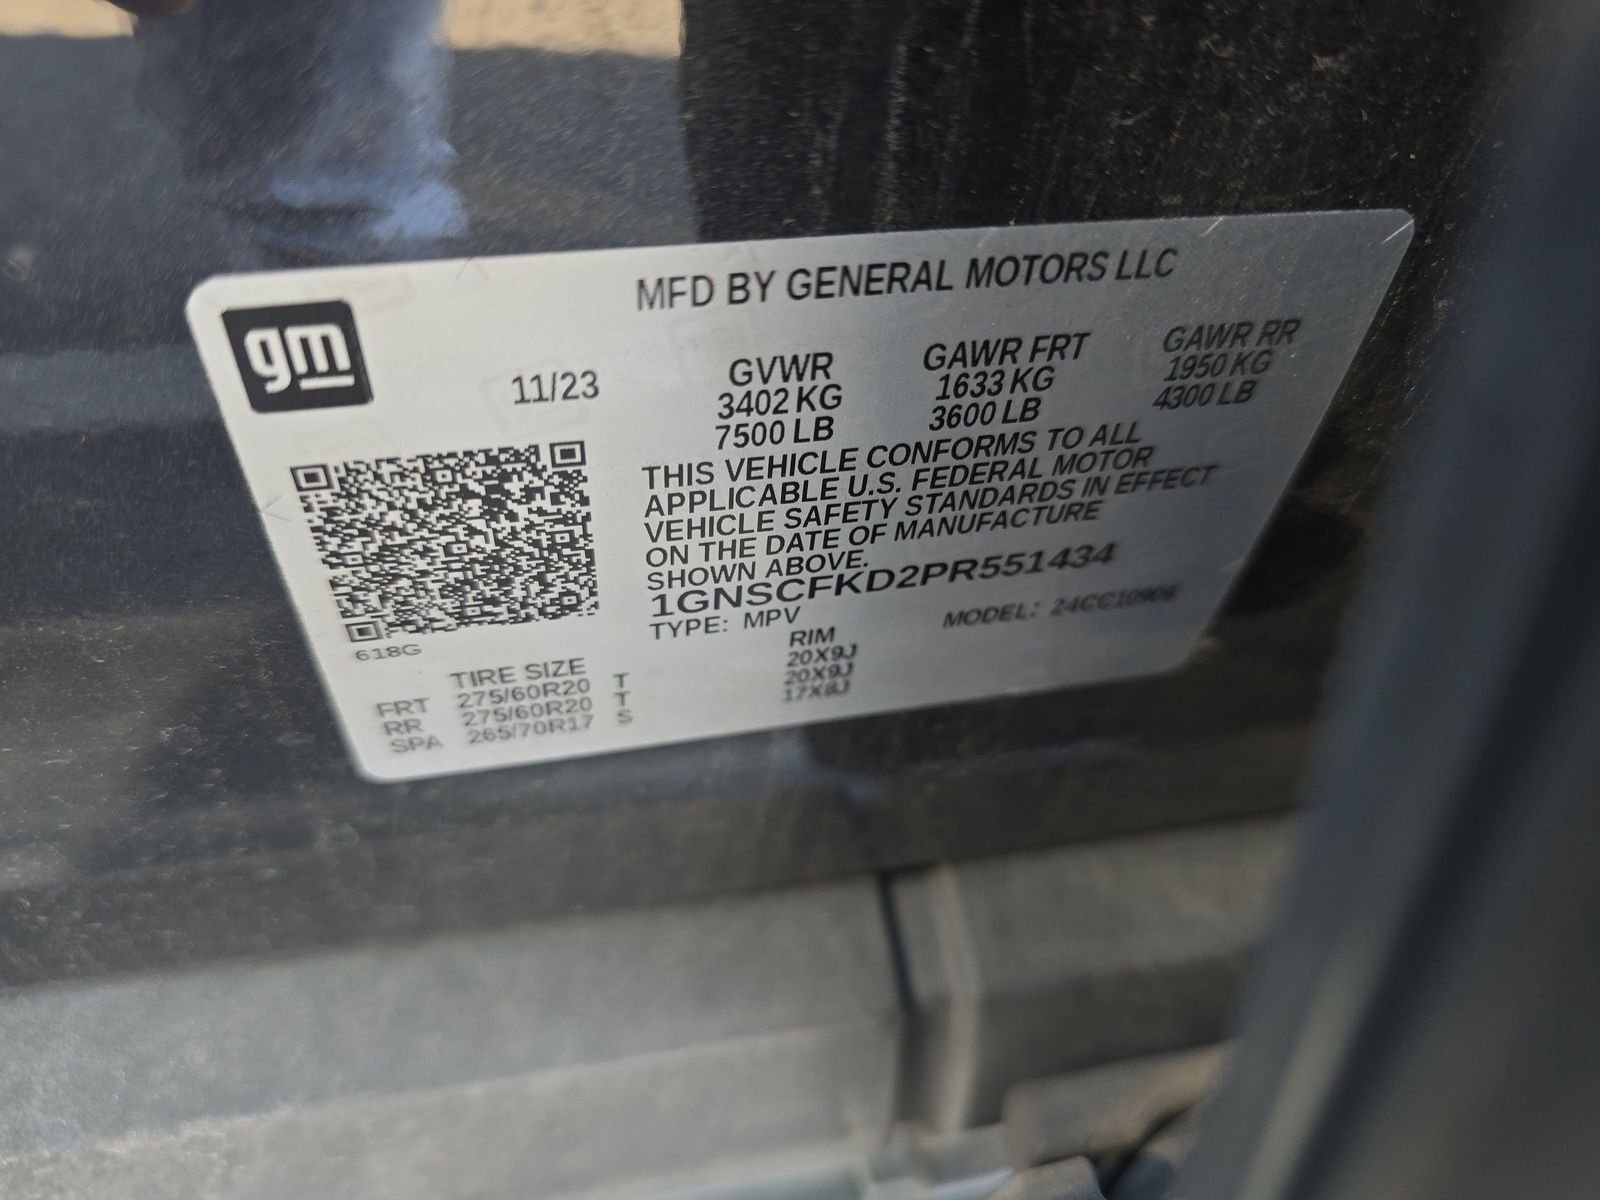 gm
MFD BY GENERAL MOTORS LLC
11/23
GVWR
3402 KG
7500 LB
GAWR FRT
1633 KG
3600 LB
GAWR RR
1950 KG
4300 LB
THIS VEHICLE CONFORMS TO ALL
APPLICABLE U.S. FEDERAL MOTOR
VEHICLE SAFETY STANDARDS IN EFFECT
ON THE DATE OF MANUFACTURE
SHOWN ABOVE.
1GNSCFKD2PR551434
TYPE: MPV MODEL: 24CC10906
618G
TIRE SIZE RIM
FRT 275/60R20 T 20X9J
RR 275/60R20 T 20X9J
SPA 265/70R17 S 17X8J